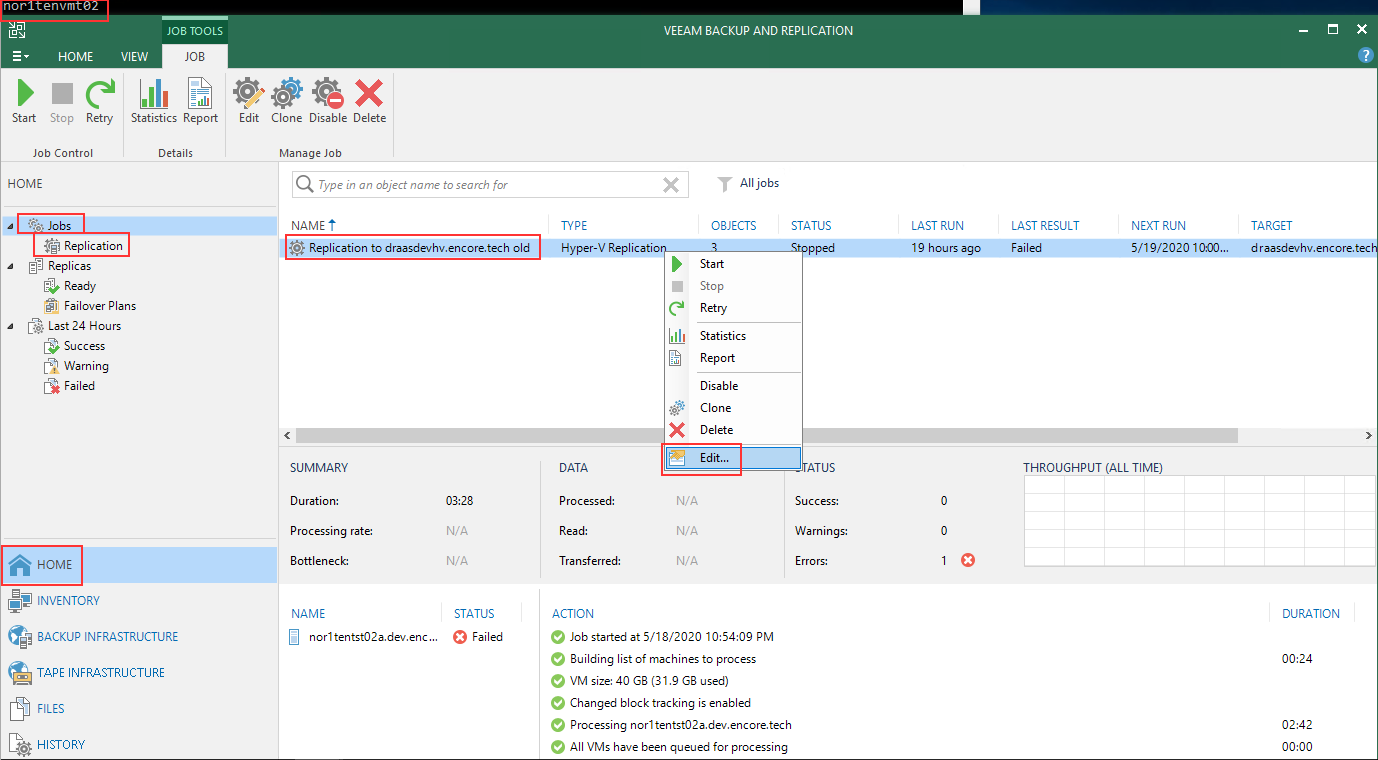 nor1tenvmt02
JOB TOOLS
VEEAM BACKUP AND REPLICATION
HOME VIEW JOB
?
Start Stop Retry Statistics Report Edit Clone Disable Delete
Job Control Details Manage Job
HOME
Jobs
Replication
Replicas
Ready
Failover Plans
Last 24 Hours
Success
Warning
Failed
HOME
INVENTORY
BACKUP INFRASTRUCTURE
TAPE INFRASTRUCTURE
FILES
HISTORY
Type in an object name to search for
All jobs
NAME TYPE OBJECTS STATUS LAST RUN LAST RESULT NEXT RUN TARGET
Replication to draasdevhv.encore.tech old Hyper-V Replication 3 Stopped 19 hours ago Failed 5/19/2020 10:00... draasdevhv.encore.tech
Start
Stop
Retry
Statistics
Report
Disable
Clone
Delete
Edit...
SUMMARY DATA STATUS THROUGHPUT (ALL TIME)
Duration: 03:28 Processed: N/A Success: 0
Processing rate: N/A Read: N/A Warnings: 0
Bottleneck: N/A Transferred: N/A Errors: 1
NAME STATUS ACTION DURATION
nor1tentst02a.dev.enc... Failed Job started at 5/18/2020 10:54:09 PM
Building list of machines to process 00:24
VM size: 40 GB (31.9 GB used)
Changed block tracking is enabled
Processing nor1tentst02a.dev.encore.tech 02:42
All VMs have been queued for processing 00:00